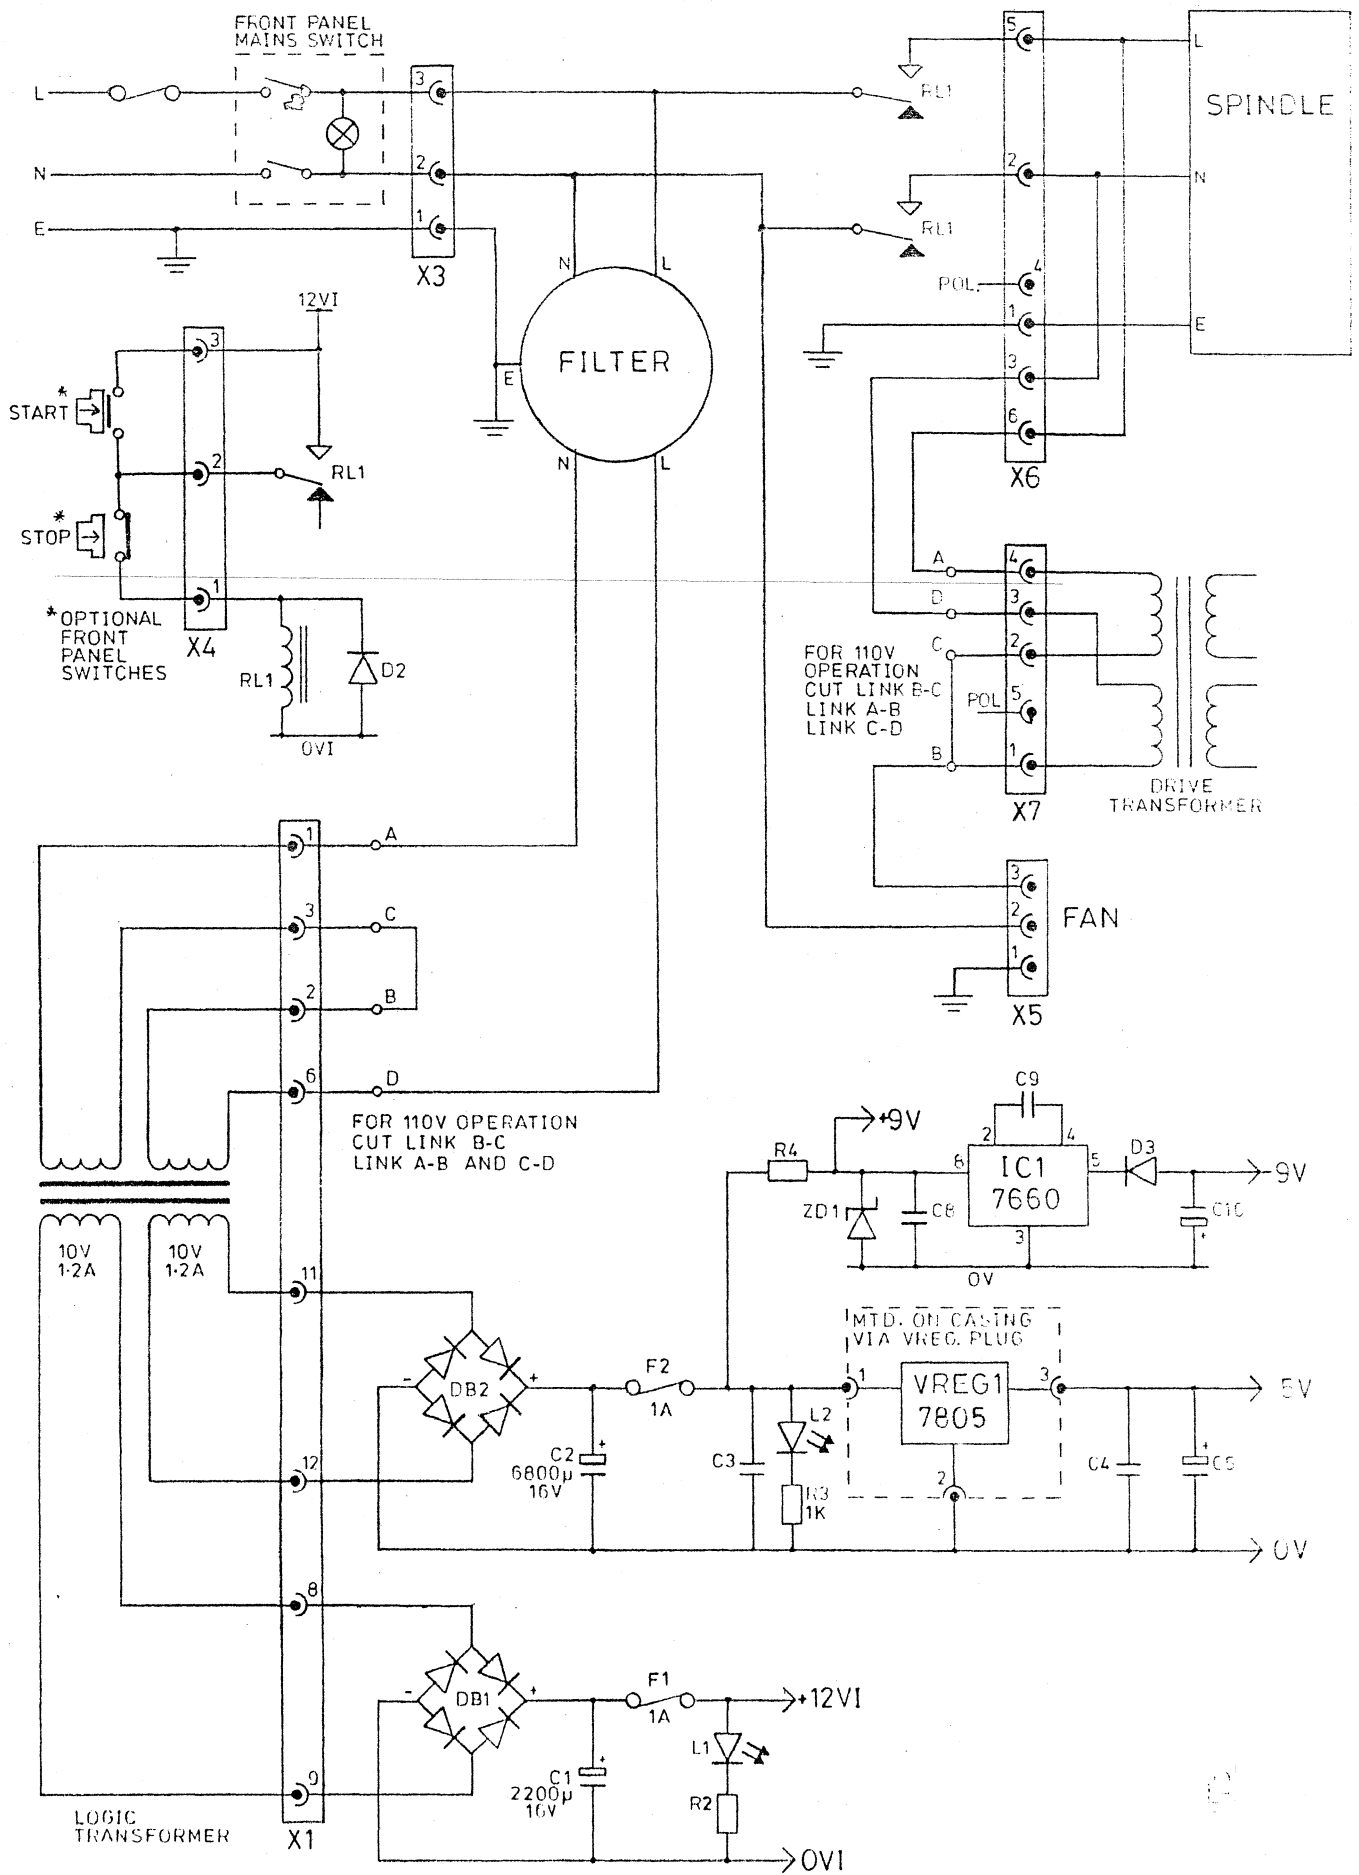 FRONT PANEL
MAINS SWITCH
L
N
E
3
2
1
X3
RL1
RL1
5
2
4
POL.
1
3
6
X6
L
N
E
SPINDLE
N
L
FILTER
E
N
L
12VI
3
2
1
X4
*
START
*
STOP
RL1
*OPTIONAL
FRONT
PANEL
SWITCHES
RL1
D2
0VI
A
D
C
B
4
3
2
POL
5
1
X7
FOR 110V
OPERATION
CUT LINK B-C
LINK A-B
LINK C-D
DRIVE
TRANSFORMER
3
2
1
X5
FAN
1
A
3
C
2
B
6
D
FOR 110V OPERATION
CUT LINK B-C
LINK A-B AND C-D
10V
1·2A
10V
1·2A
11
12
8
9
X1
LOGIC
TRANSFORMER
R4
+9V
ZD1
C8
C9
2
4
8
5
3
IC1
7660
D3
-9V
C10
+
0V
-
DB2
+
F2
1A
C2
6800µ
16V
+
C3
L2
R3
1K
MTD. ON CASING
VIA VREG. PLUG
1
VREG1
7805
3
2
C4
+
C5
5V
0V
-
DB1
+
F1
1A
+12VI
C1
2200µ
16V
+
L1
R2
0VI